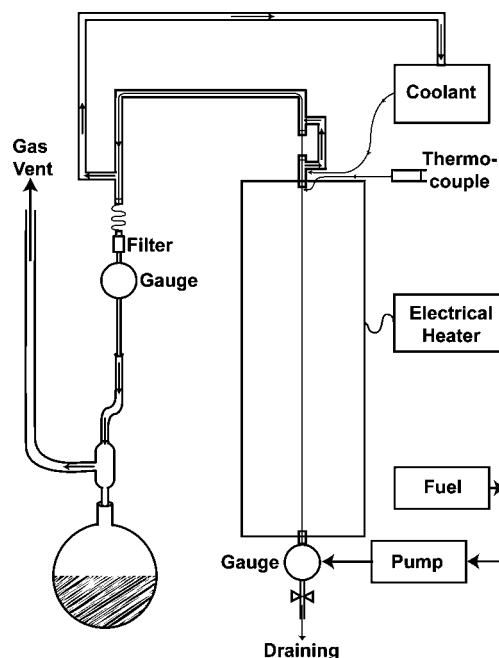 Coolant
Gas
Vent
Thermo-
couple
Filter
Gauge
Electrical
Heater
Fuel
Gauge
Pump
Draining